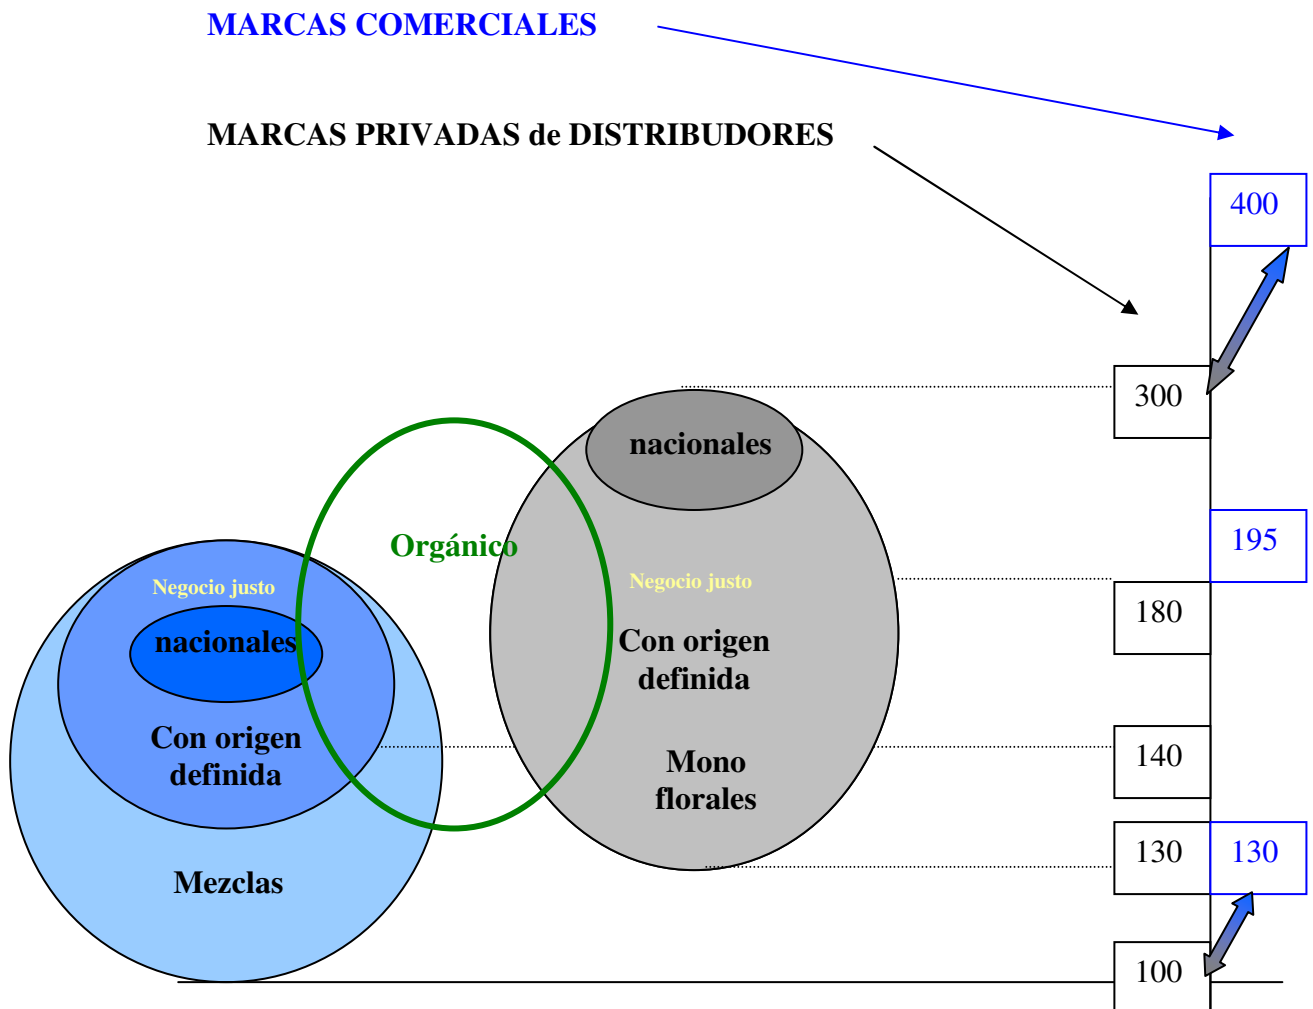 MARCAS COMERCIALES
MARCAS PRIVADAS de DISTRIBUDORES
400
300
nacionales
Orgánico
195
Negocio justo
Negocio justo
180
nacionales
Con origen
definida
Con origen
definida
140
Mono
florales
130
130
Mezclas
100